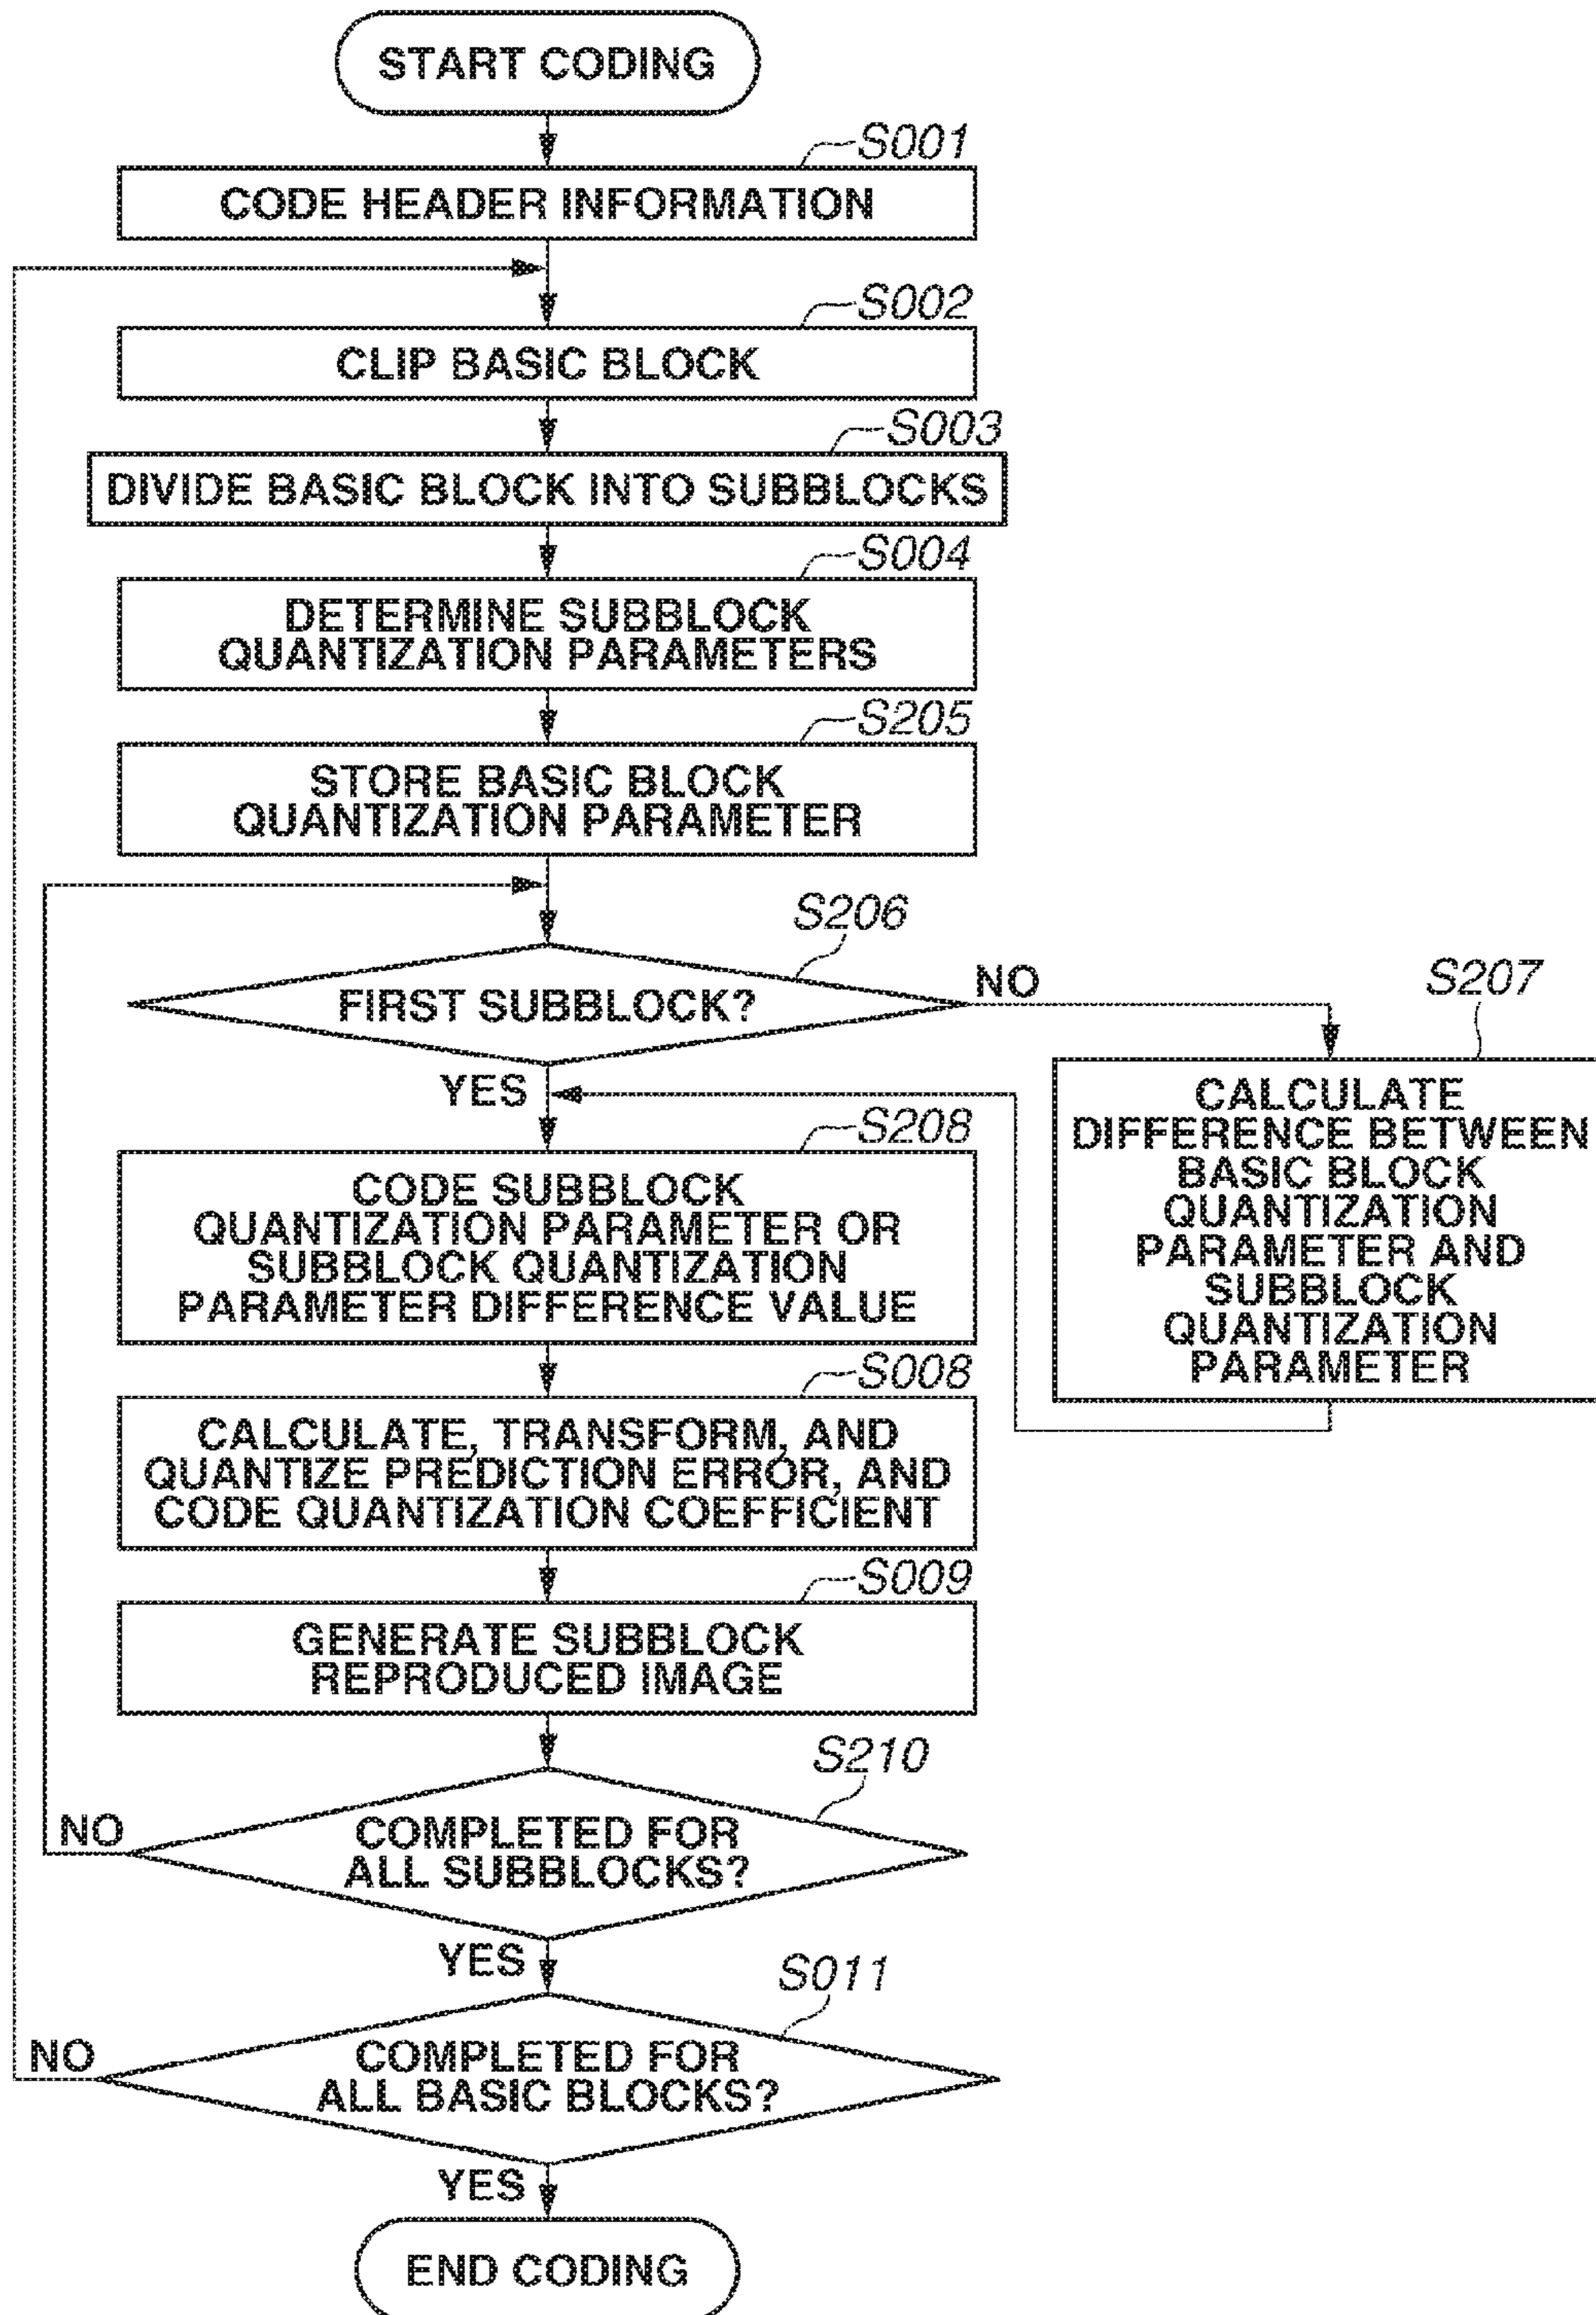 START CODING
S001
CODE HEADER INFORMATION
S002
CLIP BASIC BLOCK
S003
DIVIDE BASIC BLOCK INTO SUBBLOCKS
S004
DETERMINE SUBBLOCK
QUANTIZATION PARAMETERS
S205
STORE BASIC BLOCK
QUANTIZATION PARAMETER
S206
FIRST SUBBLOCK?
NO
S207
CALCULATE
DIFFERENCE BETWEEN
BASIC BLOCK
QUANTIZATION
PARAMETER AND
SUBBLOCK
QUANTIZATION
PARAMETER
YES
S208
CODE SUBBLOCK
QUANTIZATION PARAMETER OR
SUBBLOCK QUANTIZATION
PARAMETER DIFFERENCE VALUE
S008
CALCULATE, TRANSFORM, AND
QUANTIZE PREDICTION ERROR, AND
CODE QUANTIZATION COEFFICIENT
S009
GENERATE SUBBLOCK
REPRODUCED IMAGE
S210
COMPLETED FOR
ALL SUBBLOCKS?
NO
YES
S011
COMPLETED FOR
ALL BASIC BLOCKS?
NO
YES
END CODING